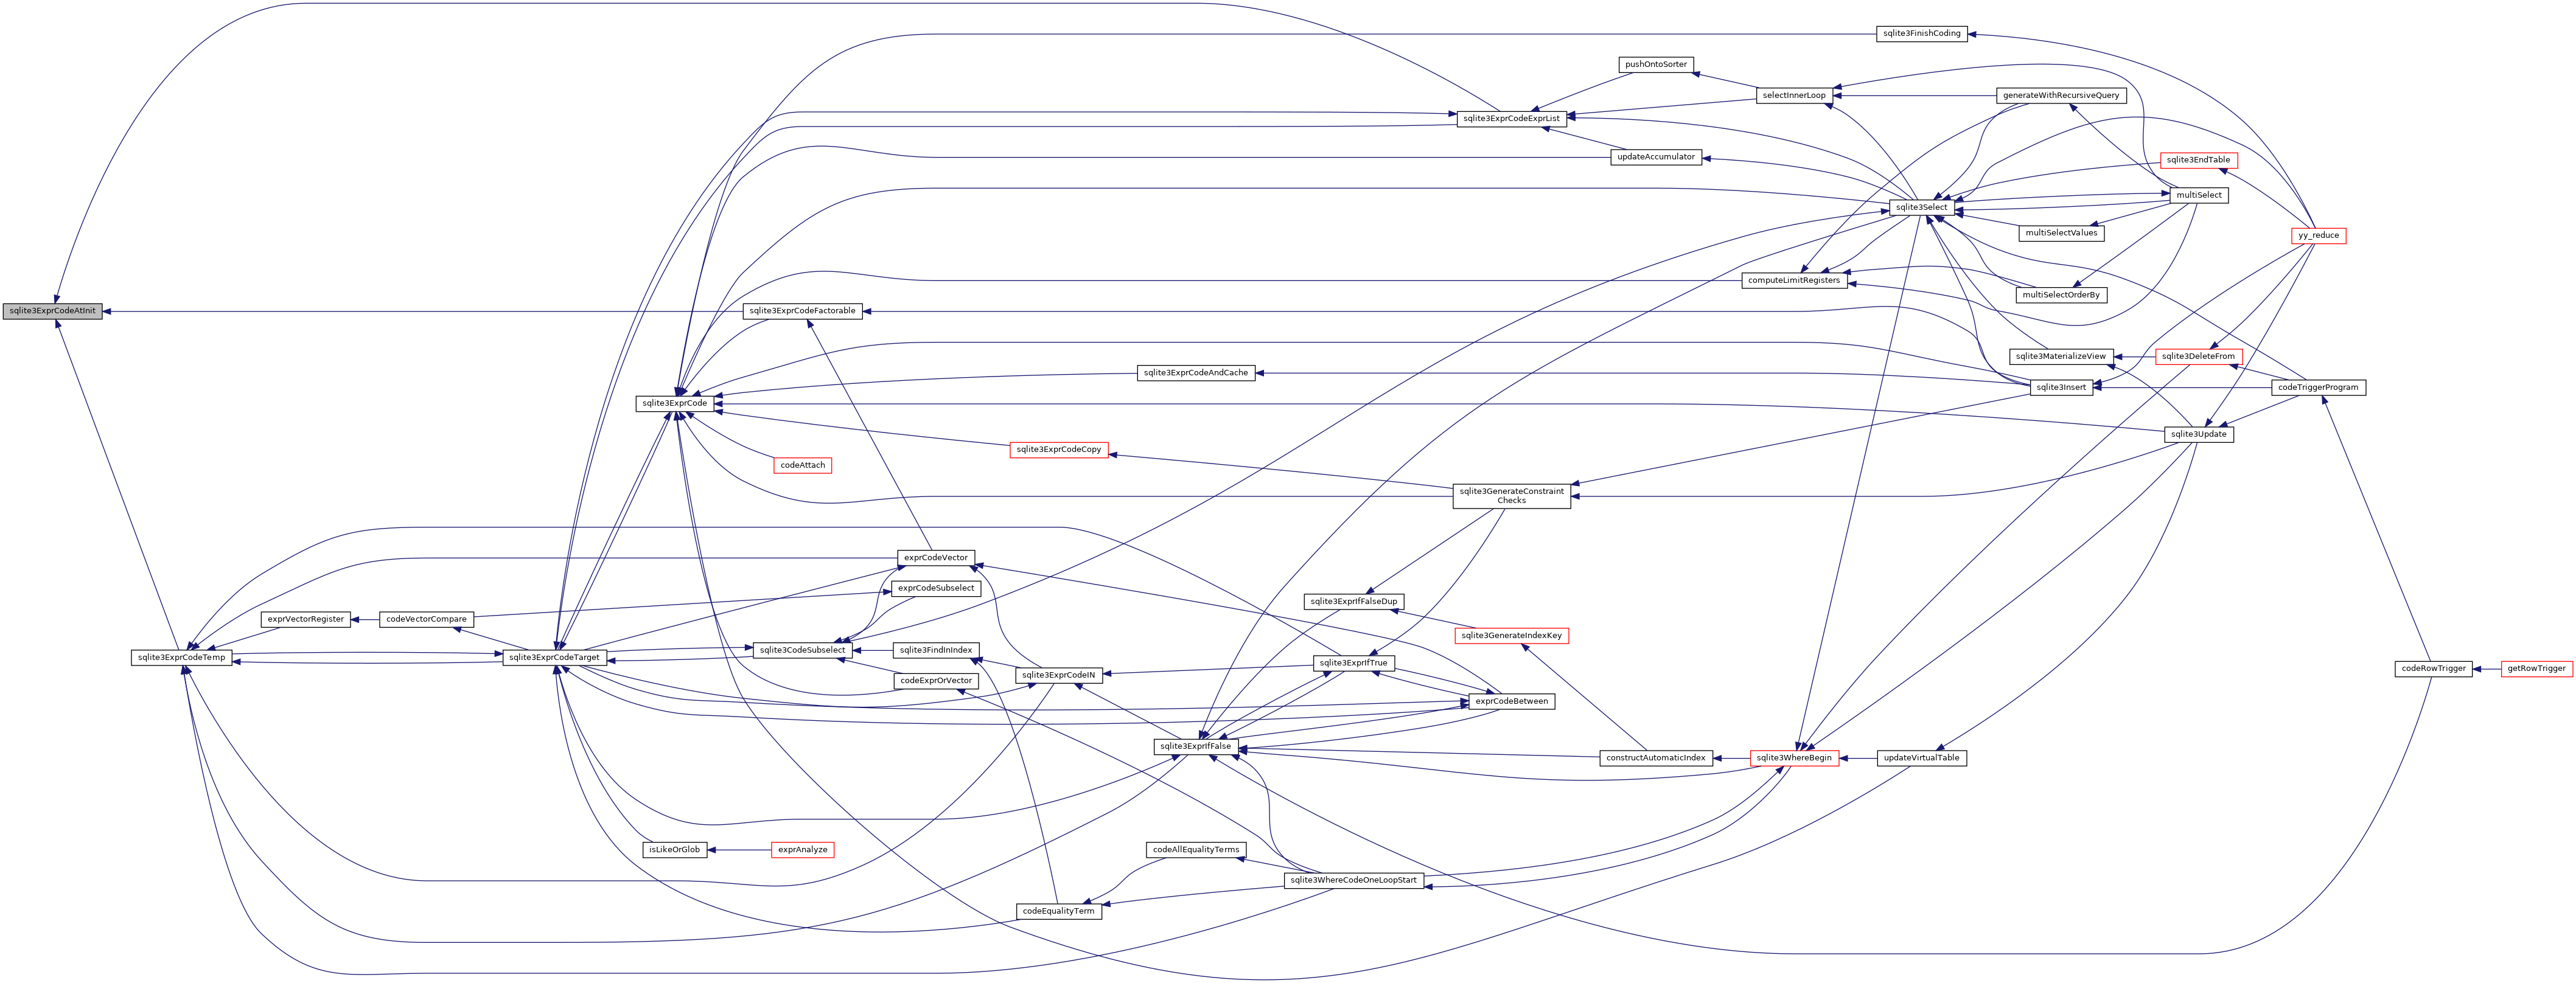 sqlite3FinishCoding
pushOntoSorter
selectInnerLoop
generateWithRecursiveQuery
sqlite3ExprCodeExprList
updateAccumulator
sqlite3EndTable
multiSelect
sqlite3Select
multiSelectValues
yy_reduce
computeLimitRegisters
multiSelectOrderBy
sqlite3ExprCodeAtInit
sqlite3ExprCodeFactorable
sqlite3MaterializeView
sqlite3DeleteFrom
sqlite3ExprCodeAndCache
sqlite3Insert
codeTriggerProgram
sqlite3ExprCode
sqlite3Update
sqlite3ExprCodeCopy
codeAttach
sqlite3GenerateConstraint
Checks
exprCodeVector
exprCodeSubselect
sqlite3ExprIfFalseDup
exprVectorRegister
codeVectorCompare
sqlite3GenerateIndexKey
sqlite3CodeSubselect
sqlite3FindInIndex
sqlite3ExprCodeTemp
sqlite3ExprCodeTarget
sqlite3ExprIfTrue
codeRowTrigger
getRowTrigger
sqlite3ExprCodeIN
codeExprOrVector
exprCodeBetween
sqlite3ExprIfFalse
constructAutomaticIndex
sqlite3WhereBegin
updateVirtualTable
isLikeOrGlob
exprAnalyze
codeAllEqualityTerms
sqlite3WhereCodeOneLoopStart
codeEqualityTerm